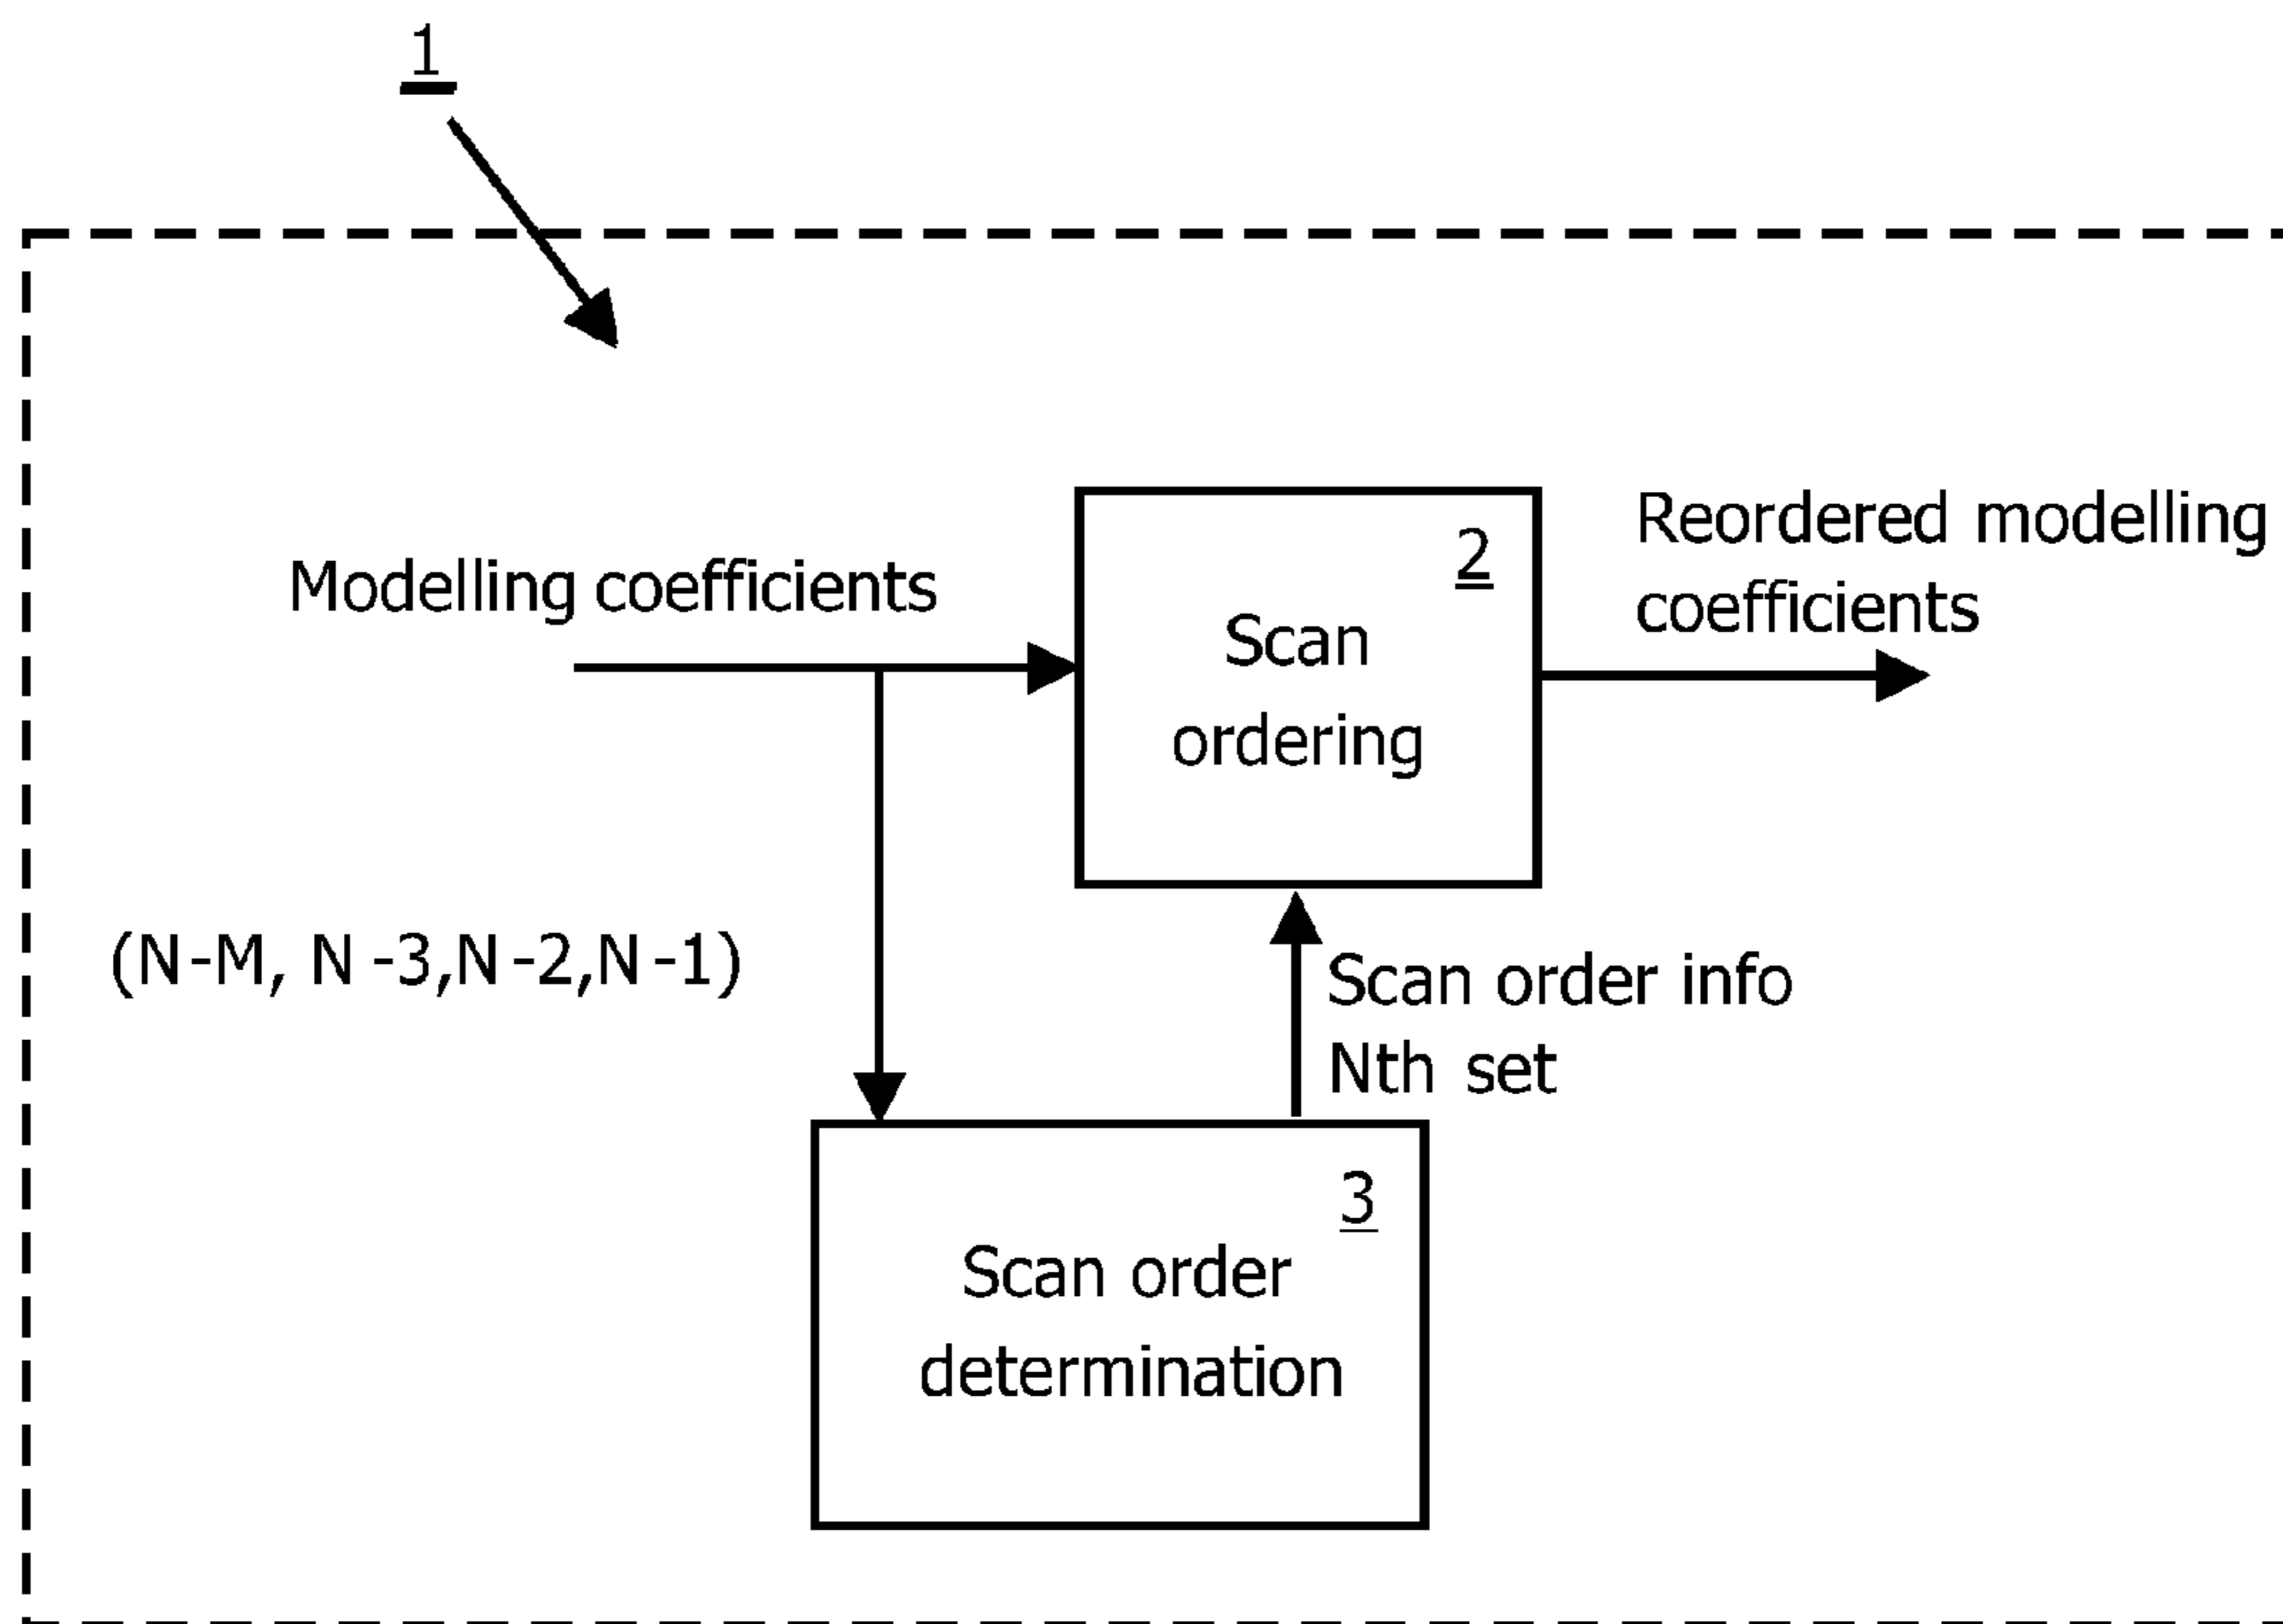 1
Modelling coefficients
2
Scan
ordering
Reordered modelling
coefficients
(N-M, N-3,N-2,N-1)
Scan order info
Nth set
3
Scan order
determination